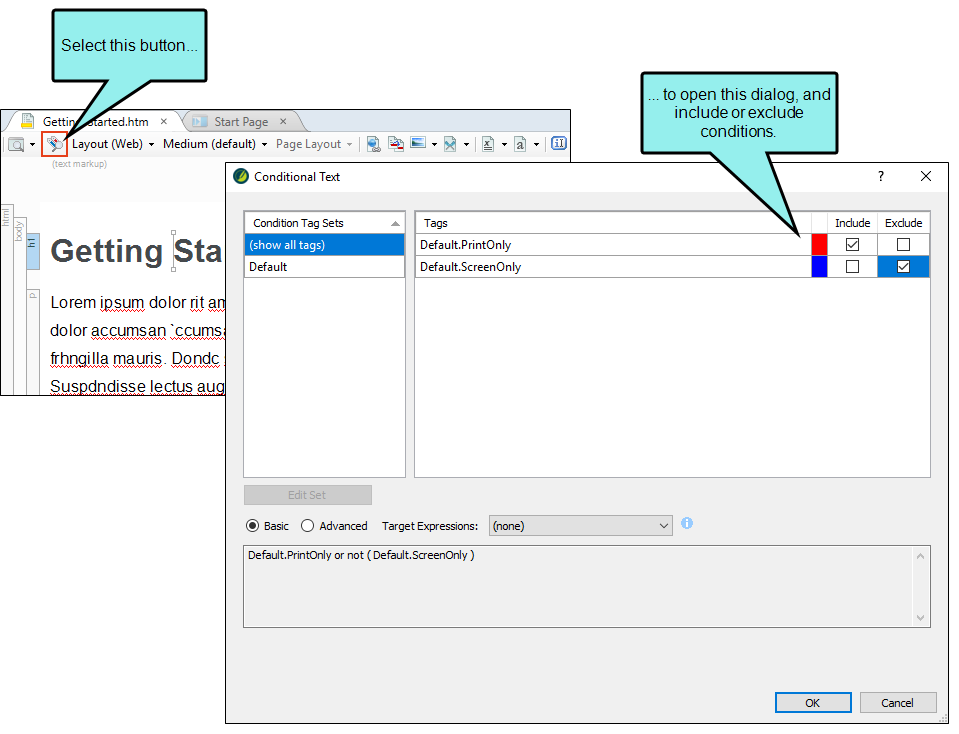 Select this button...
... to open this dialog, and
include or exclude
conditions.
Getting Started.htm
Start Page
Layout (Web)
Medium (default)
Page Layout
(text markup)
html
body
h1
p
Getting Sta
Lorem ipsum dolor rit am
dolor accumsan `ccumsa
frhngilla mauris. Dondc
Suspdndisse lectus aug
Conditional Text
?
Condition Tag Sets
(show all tags)
Default
Tags Include Exclude
Default.PrintOnly
Default.ScreenOnly
Edit Set
Basic Advanced Target Expressions: (none)
Default.PrintOnly or not ( Default.ScreenOnly )
OK Cancel